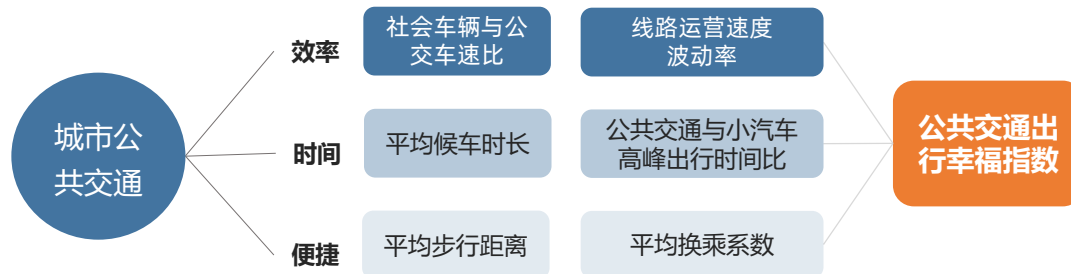 城市公
共交通
效率
社会车辆与公
交车速比
线路运营速度
波动率
时间
平均候车时长
公共交通与小汽车
高峰出行时间比
便捷
平均步行距离
平均换乘系数
公共交通出
行幸福指数